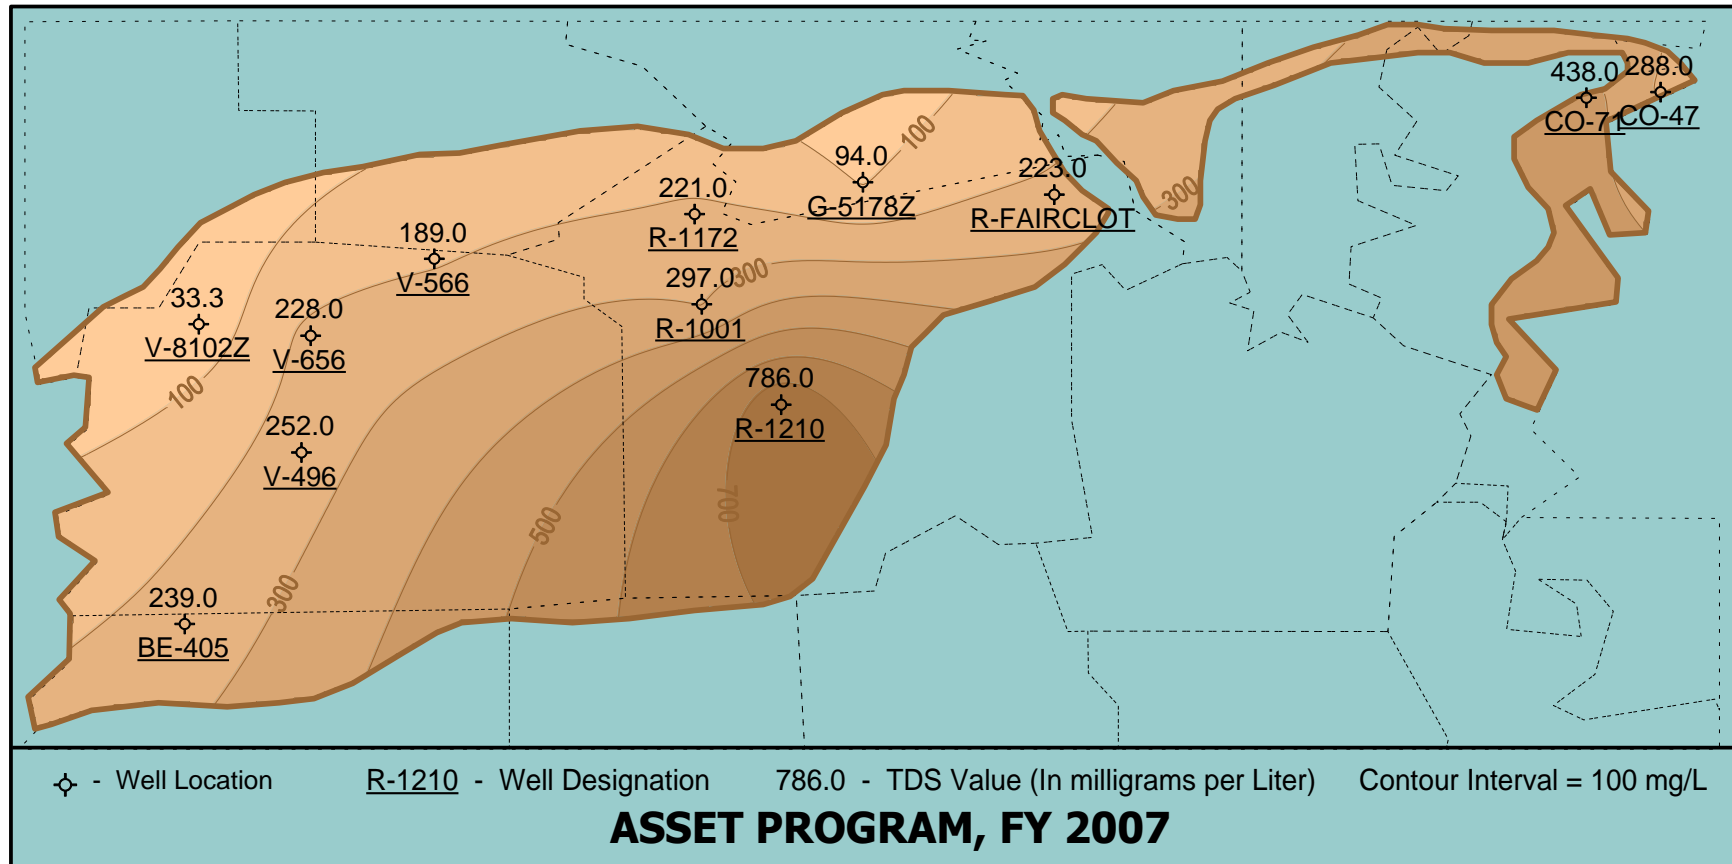 438.0 288.0
CO-71 CO-47
100
94.0
G-5178Z
223.0
R-FAIRCLOT
300
221.0
R-1172
189.0
V-566
297.0 300
R-1001
33.3
V-8102Z
228.0
V-656
100
786.0
R-1210
252.0
V-496
700
500
300
239.0
BE-405
- Well Location R-1210 - Well Designation 786.0 - TDS Value (In milligrams per Liter) Contour Interval = 100 mg/L
ASSET PROGRAM, FY 2007